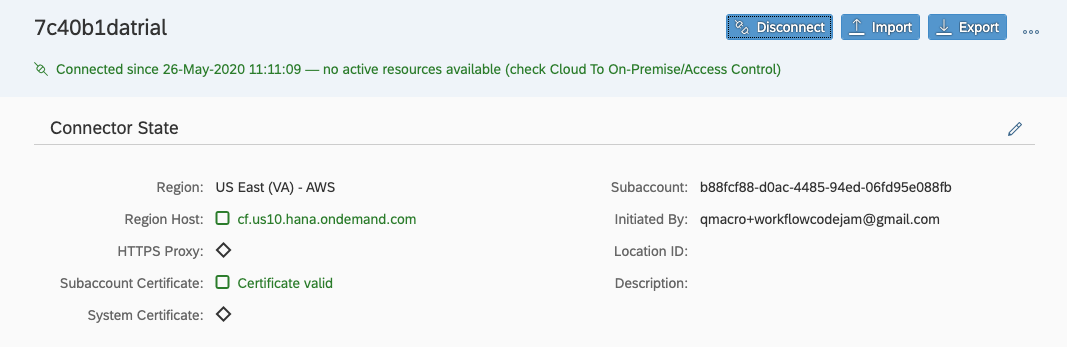 7c40b1datrial
Disconnect
Import
Export
Connected since 26-May-2020 11:11:09 — no active resources available (check Cloud To On-Premise/Access Control)
Connector State
Region: US East (VA) - AWS
Subaccount: b88fcf88-d0ac-4485-94ed-06fd95e088fb
Region Host: cf.us10.hana.ondemand.com
Initiated By: qmacro+workflowcodejam@gmail.com
HTTPS Proxy:
Location ID:
Subaccount Certificate: Certificate valid
Description:
System Certificate: